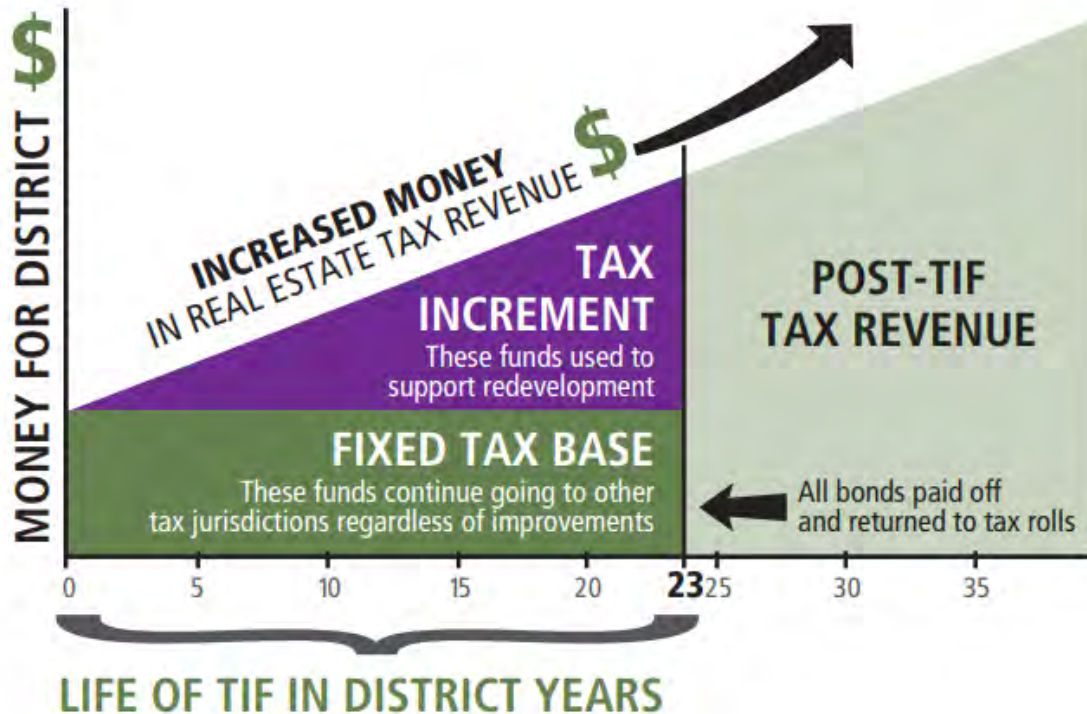 $
MONEY FOR DISTRICT
INCREASED MONEY
IN REAL ESTATE TAX REVENUE
$
TAX
INCREMENT
These funds used to
support redevelopment
FIXED TAX BASE
These funds continue going to other
tax jurisdictions regardless of improvements
POST-TIF
TAX REVENUE
All bonds paid off
and returned to tax rolls
0 5 10 15 20 23 25 30 35
LIFE OF TIF IN DISTRICT YEARS